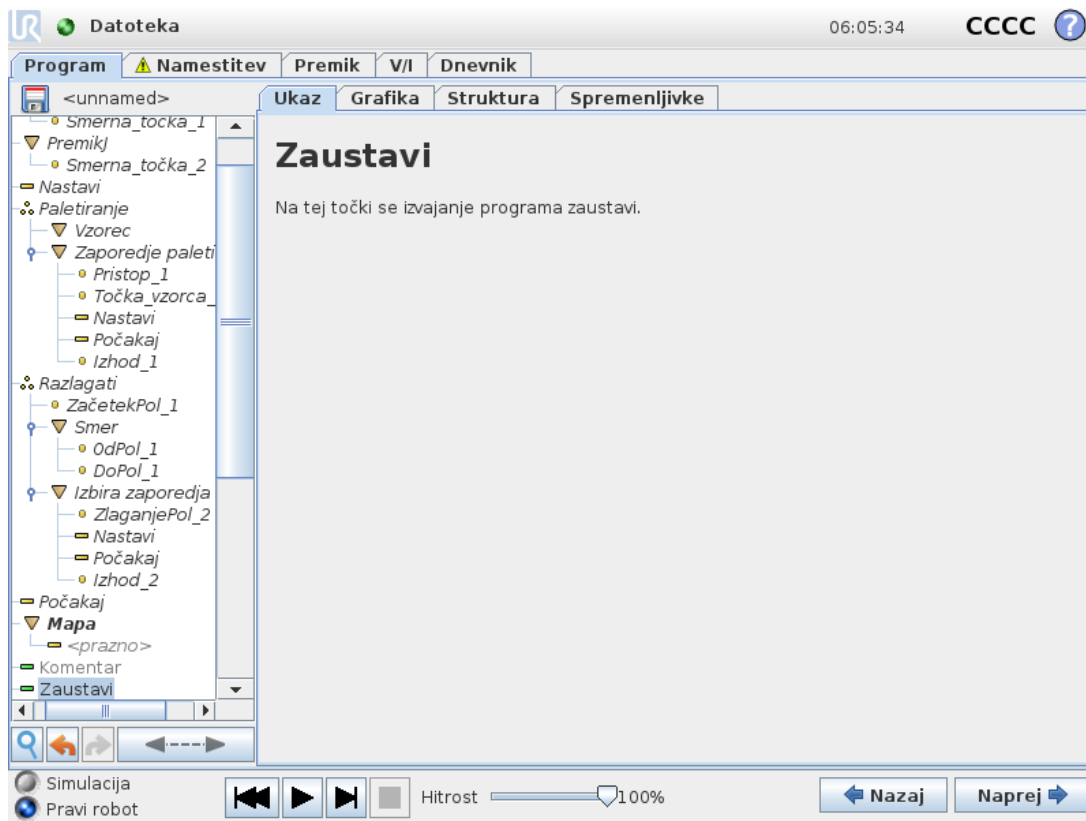 Datoteka
06:05:34
CCCC
?
Program
Namestitev
Premik
V/I
Dnevnik
<unnamed>
Ukaz
Grafika
Struktura
Spremenljivke
Smerna_točka_1
PremikJ
Smerna_točka_2
Nastavi
Paletiranje
Vzorec
Zaporedje paleti
Pristop_1
Točka_vzorca_
Nastavi
Počakaj
Izhod_1
Razlagati
ZačetekPol_1
Smer
OdPol_1
DoPol_1
Izbira zaporedja
ZlaganjePol_2
Nastavi
Počakaj
Izhod_2
Počakaj
Mapa
<prazno>
Komentar
Zaustavi
Zaustavi
Na tej točki se izvajanje programa zaustavi.
Simulacija
Pravi robot
Hitrost
100%
Nazaj
Naprej